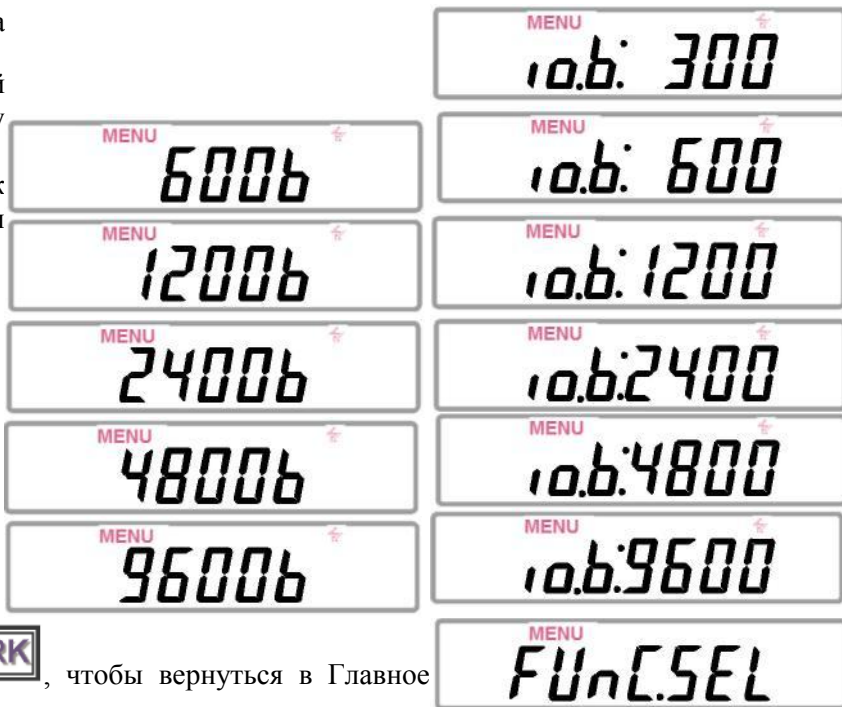 а
MENU
io.b.: 300
й
у
MENU
600b
MENU
io.b.: 600
к
и
MENU
1200b
MENU
io.b.:1200
MENU
2400b
MENU
io.b.:2400
MENU
4800b
MENU
io.b.:4800
MENU
9600b
MENU
io.b.:9600
RK, чтобы вернуться в Главное
MENU
FUnC.SEL